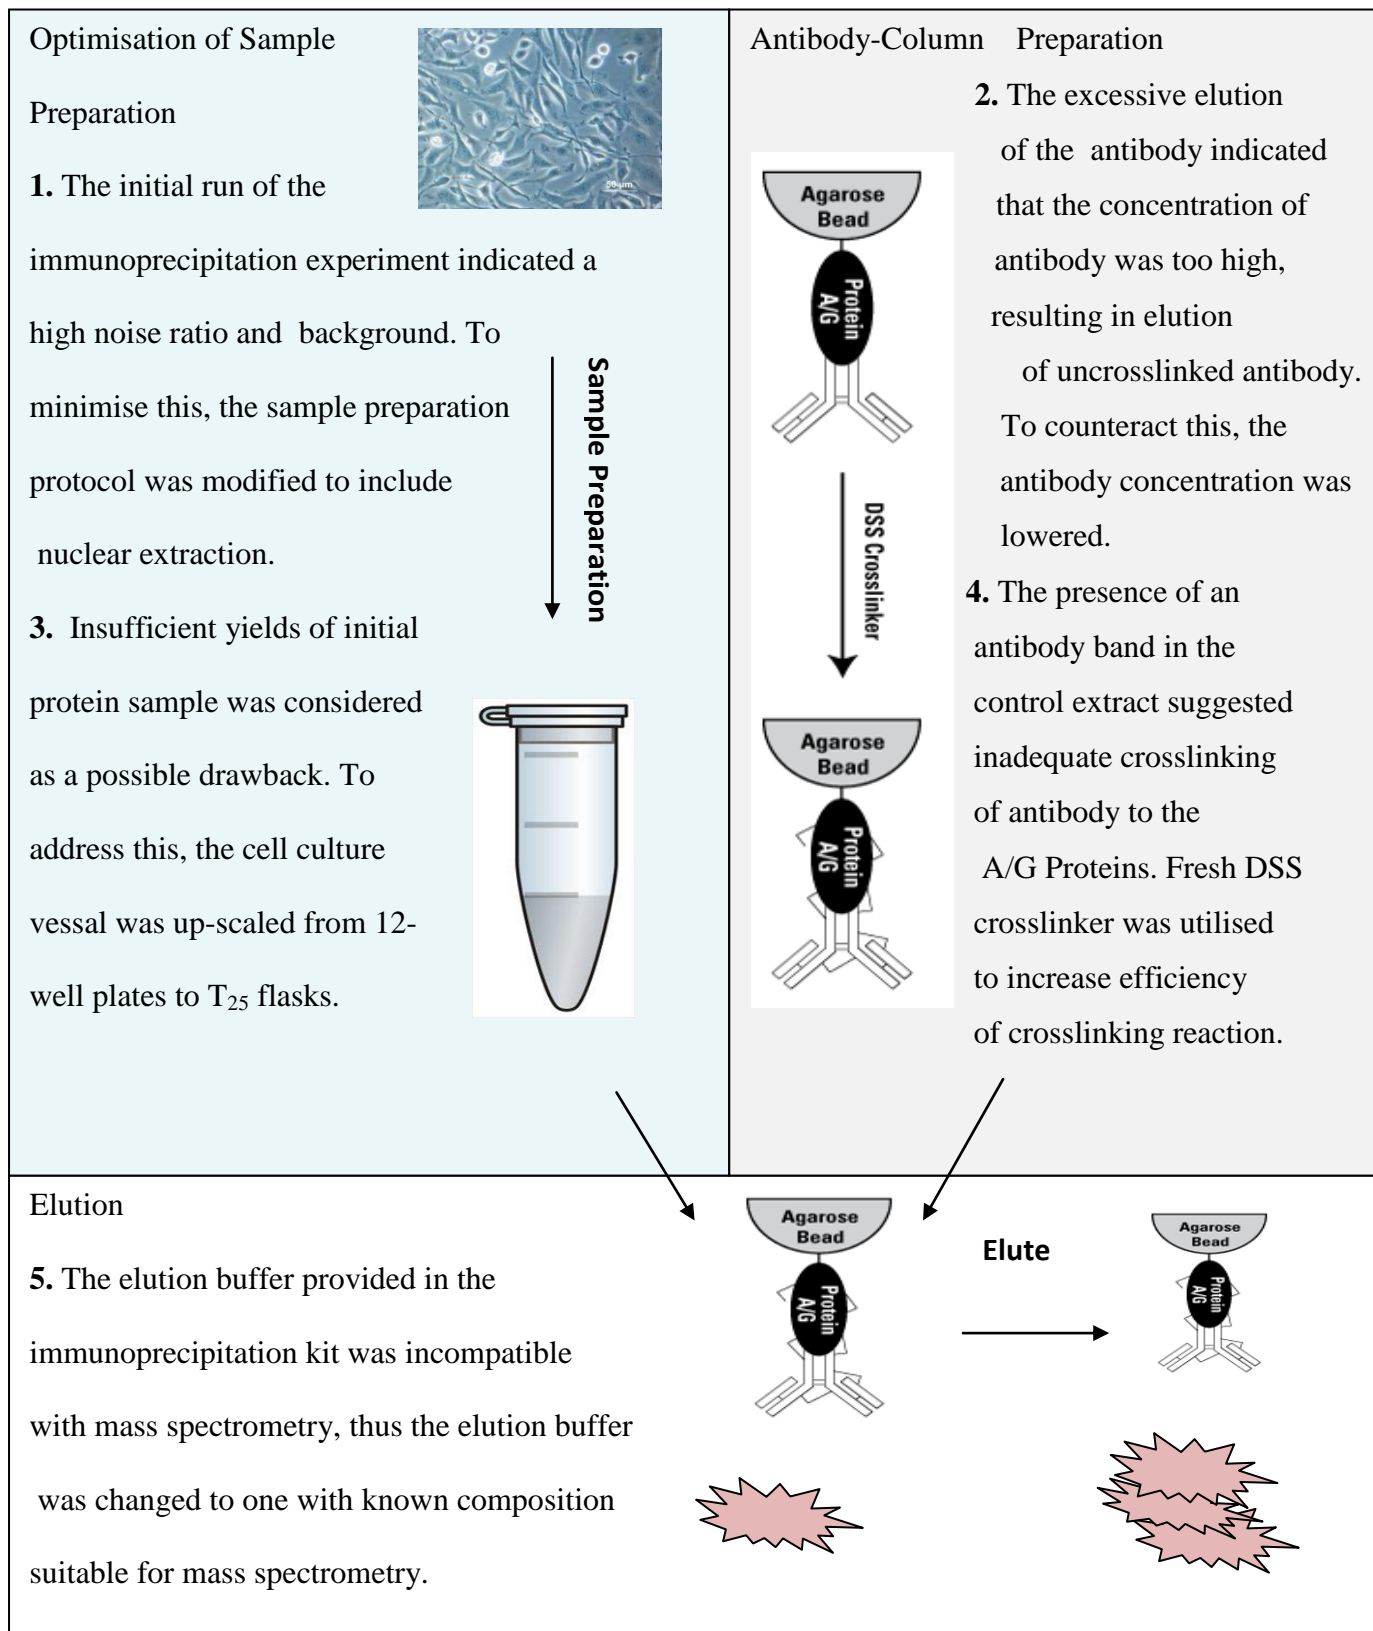 Optimisation of Sample
Preparation
50 µm
1. The initial run of the
immunoprecipitation experiment indicated a
high noise ratio and background. To
minimise this, the sample preparation
protocol was modified to include
nuclear extraction.
3. Insufficient yields of initial
protein sample was considered
as a possible drawback. To
address this, the cell culture
vessal was up-scaled from 12-
well plates to T25 flasks.
Sample Preparation
Antibody-Column Preparation
2. The excessive elution
of the antibody indicated
that the concentration of
antibody was too high,
resulting in elution
of uncrosslinked antibody.
To counteract this, the
antibody concentration was
lowered.
4. The presence of an
antibody band in the
control extract suggested
inadequate crosslinking
of antibody to the
A/G Proteins. Fresh DSS
crosslinker was utilised
to increase efficiency
of crosslinking reaction.
Agarose
Bead
Protein
A/G
DSS Crosslinker
Agarose
Bead
Protein
A/G
Elution
5. The elution buffer provided in the
immunoprecipitation kit was incompatible
with mass spectrometry, thus the elution buffer
was changed to one with known composition
suitable for mass spectrometry.
Agarose
Bead
Protein
A/G
Elute
Agarose
Bead
Protein
A/G